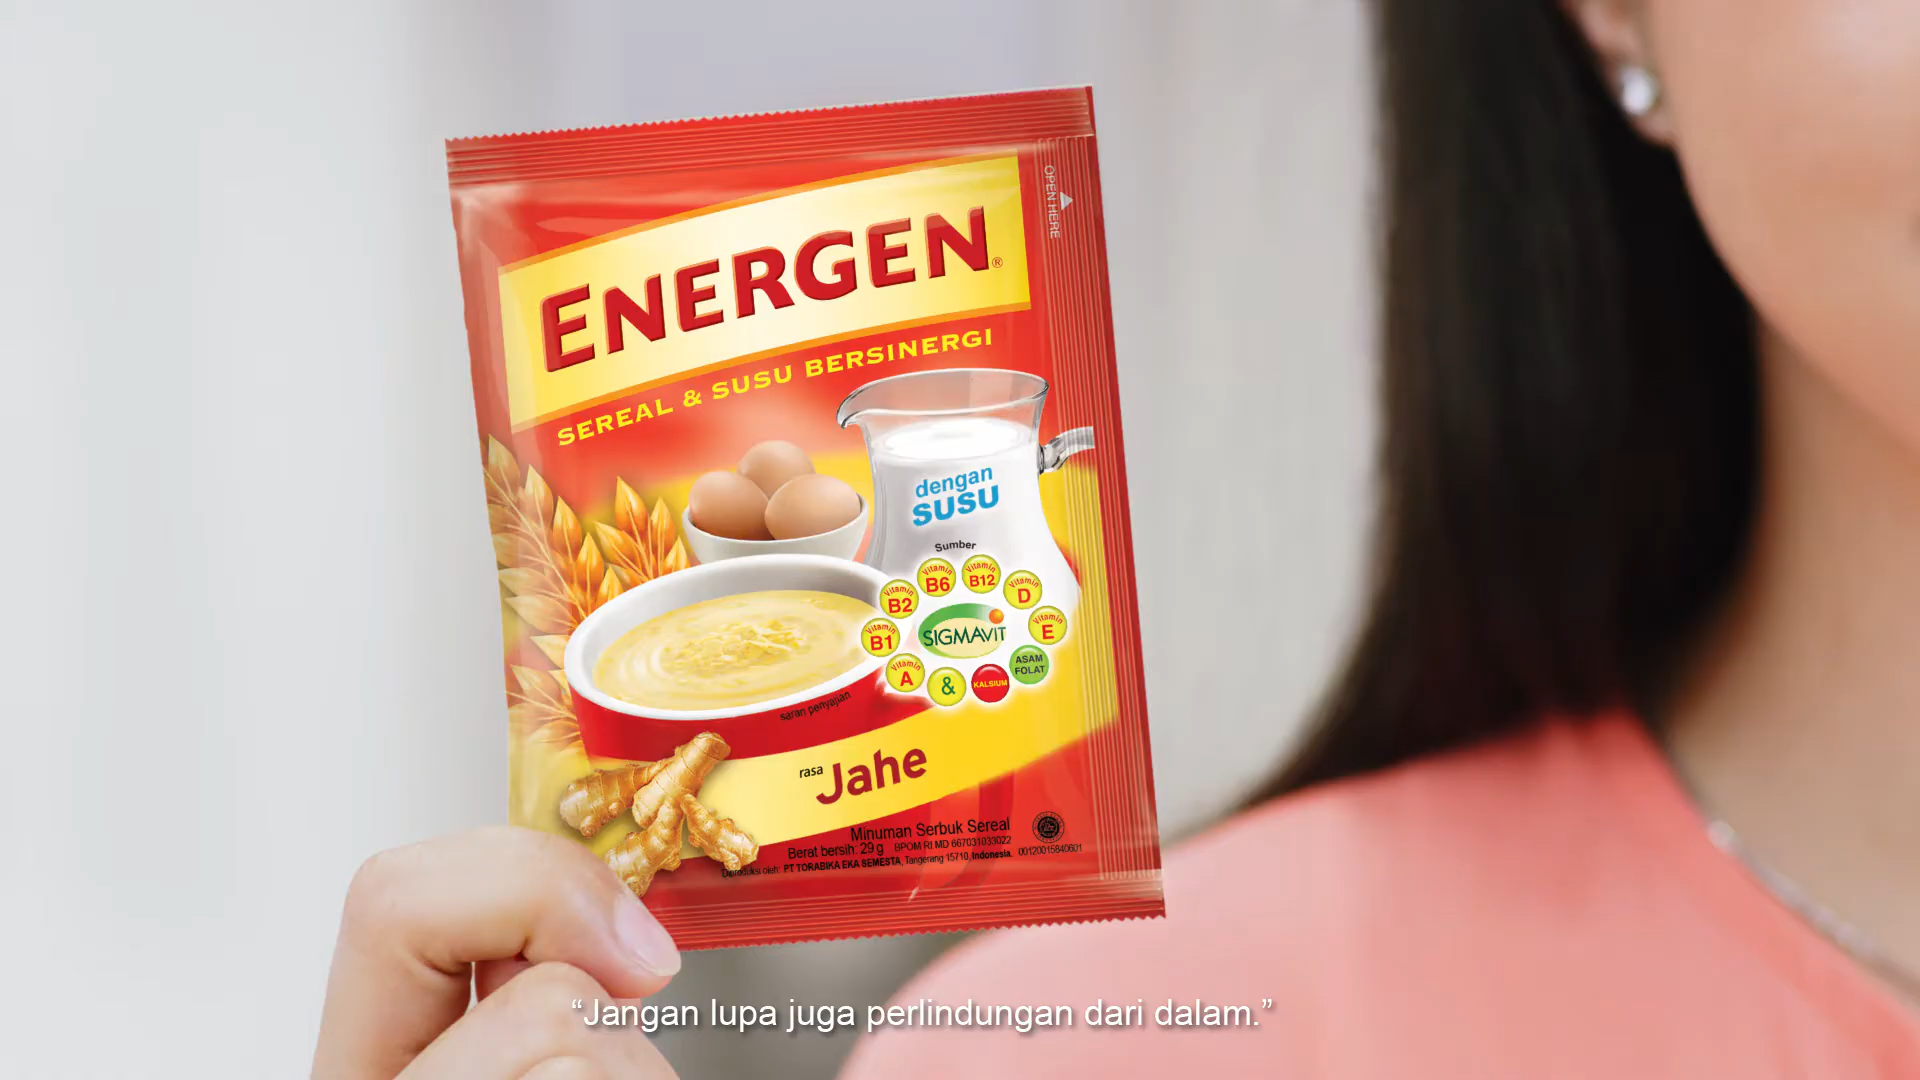 OPEN HERE
ENERGEN®
SEREAL & SUSU BERSINERGI
dengan
SUSU
Sumber
Vitamin B1
Vitamin B2
Vitamin B6
Vitamin B12
Vitamin D
Vitamin E
ASAM FOLAT
KALSIUM
&
Vitamin A
SIGMAVIT
saran penyajian
rasa Jahe
Minuman Serbuk Sereal
Berat bersih: 29 g BPOM RI MD 667031033022
Diproduksi oleh: PT TORABIKA EKA SEMESTA, Tangerang 15710, Indonesia.
00120015840601
“Jangan lupa juga perlindungan dari dalam.”